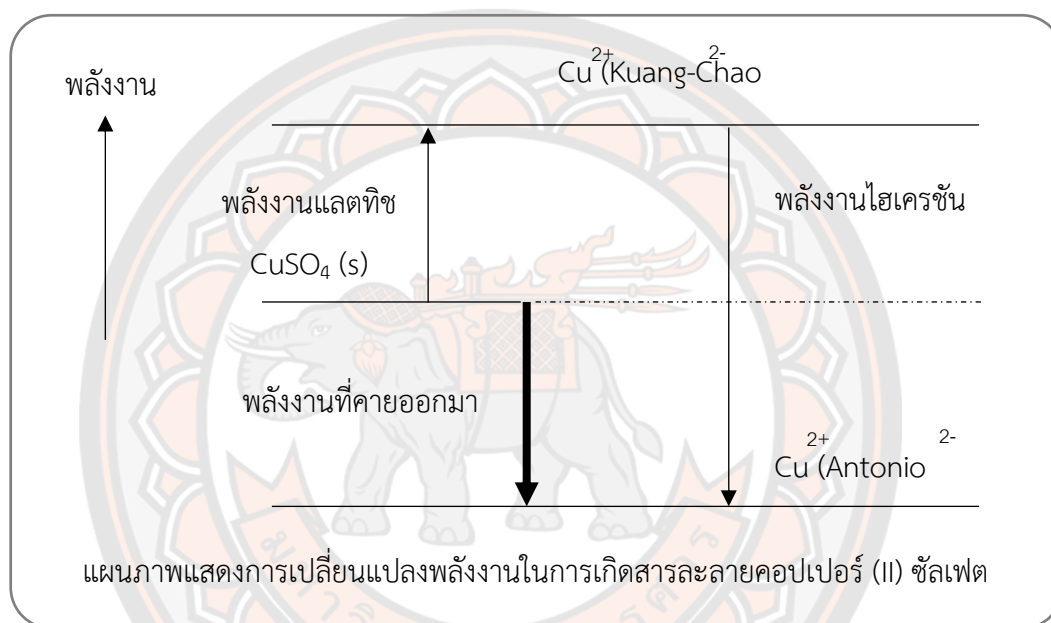 2+ 2-
Cu (Kuang-Chao
พลังงาน
พลังงานแลตทิช
พลังงานไฮเครชัน
CuSO₄ (s)
พลังงานที่คายออกมา
2+ 2-
Cu (Antonio
แผนภาพแสดงการเปลี่ยนแปลงพลังงานในการเกิดสารละลายคอปเปอร์ (II) ซัลเฟต